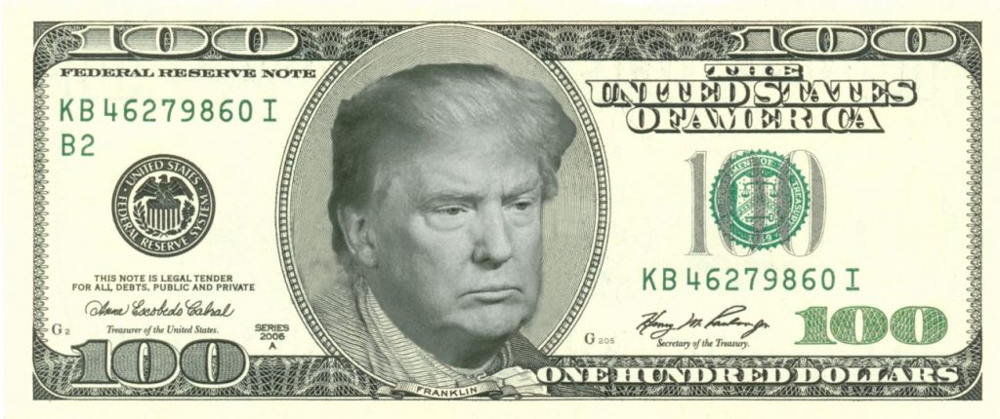 100
100
FEDERAL RESERVE NOTE
THE
UNITED STATES
OF AMERICA
KB 46279860 I
B2
UNITED STATES FEDERAL RESERVE SYSTEM
100
KB 46279860 I
THIS NOTE IS LEGAL TENDER
FOR ALL DEBTS, PUBLIC AND PRIVATE
Anna Escobedo Cabral
Treasurer of the United States.
G2
SERIES
2006
A
Henry M. Paulson Jr
Secretary of the Treasury.
G 205
100
100
FRANKLIN
ONE HUNDRED DOLLARS